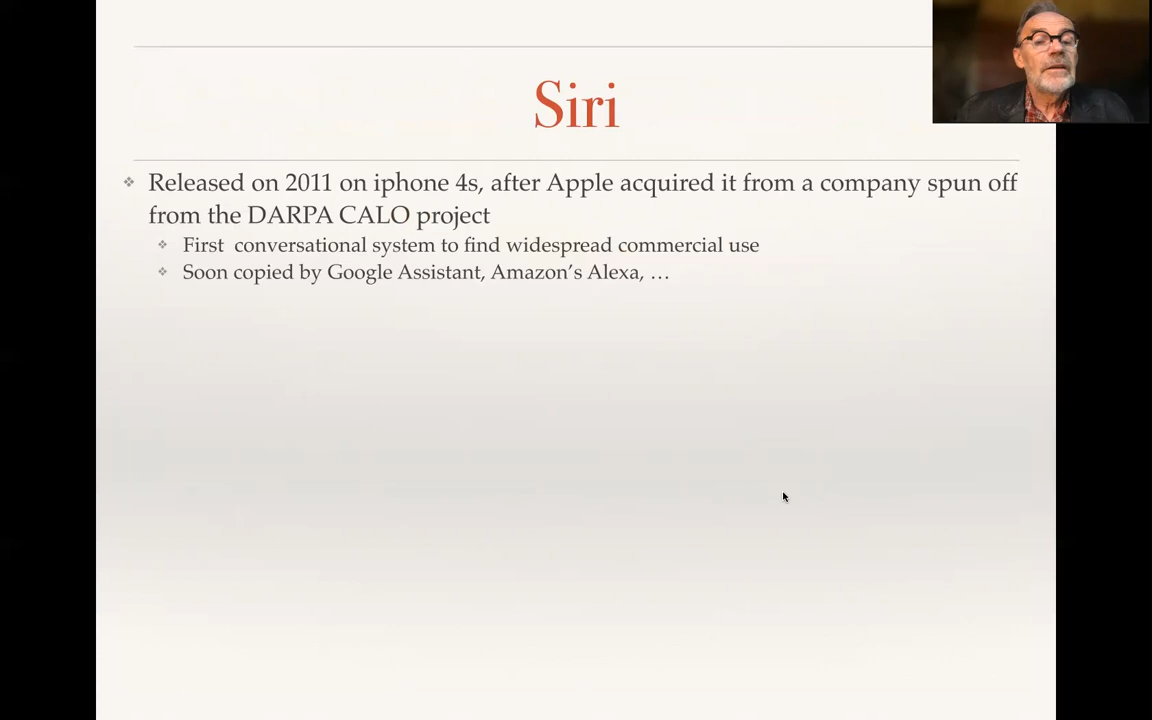 Siri
Released on 2011 on iphone 4s, after Apple acquired it from a company spun off
from the DARPA CALO project
First  conversational system to find widespread commercial use
Soon copied by Google Assistant, Amazon’s Alexa, …